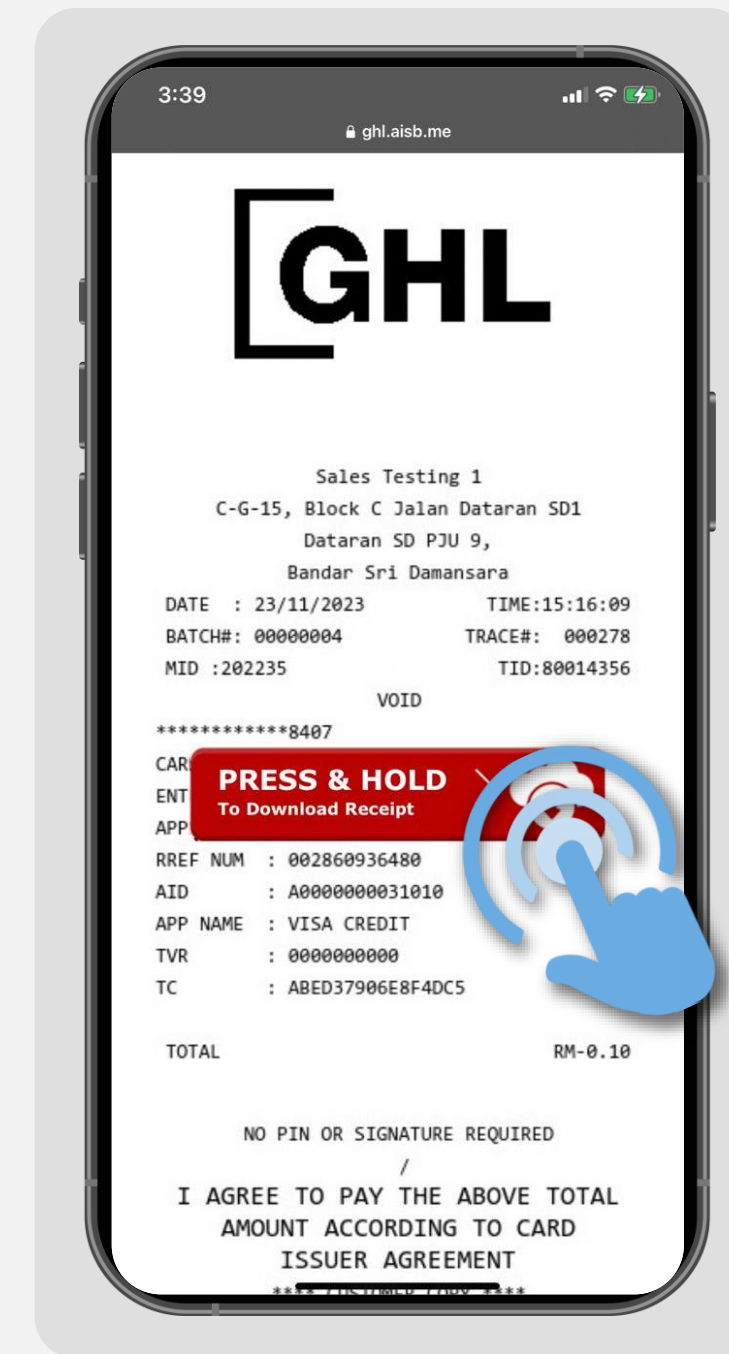 3:39
ghl.aisb.me
GHL
Sales Testing 1
C-G-15, Block C Jalan Dataran SD1
Dataran SD PJU 9,
Bandar Sri Damansara
DATE : 23/11/2023 TIME:15:16:09
BATCH#: 00000004 TRACE#: 000278
MID :202235 TID:80014356
VOID
************8407
PRESS & HOLD
To Download Receipt
RREF NUM : 002860936480
AID : A0000000031010
APP NAME : VISA CREDIT
TVR : 0000000000
TC : ABED37906E8F4DC5
TOTAL RM-0.10
NO PIN OR SIGNATURE REQUIRED
/
I AGREE TO PAY THE ABOVE TOTAL
AMOUNT ACCORDING TO CARD
ISSUER AGREEMENT
**** CUSTOMER COPY ****